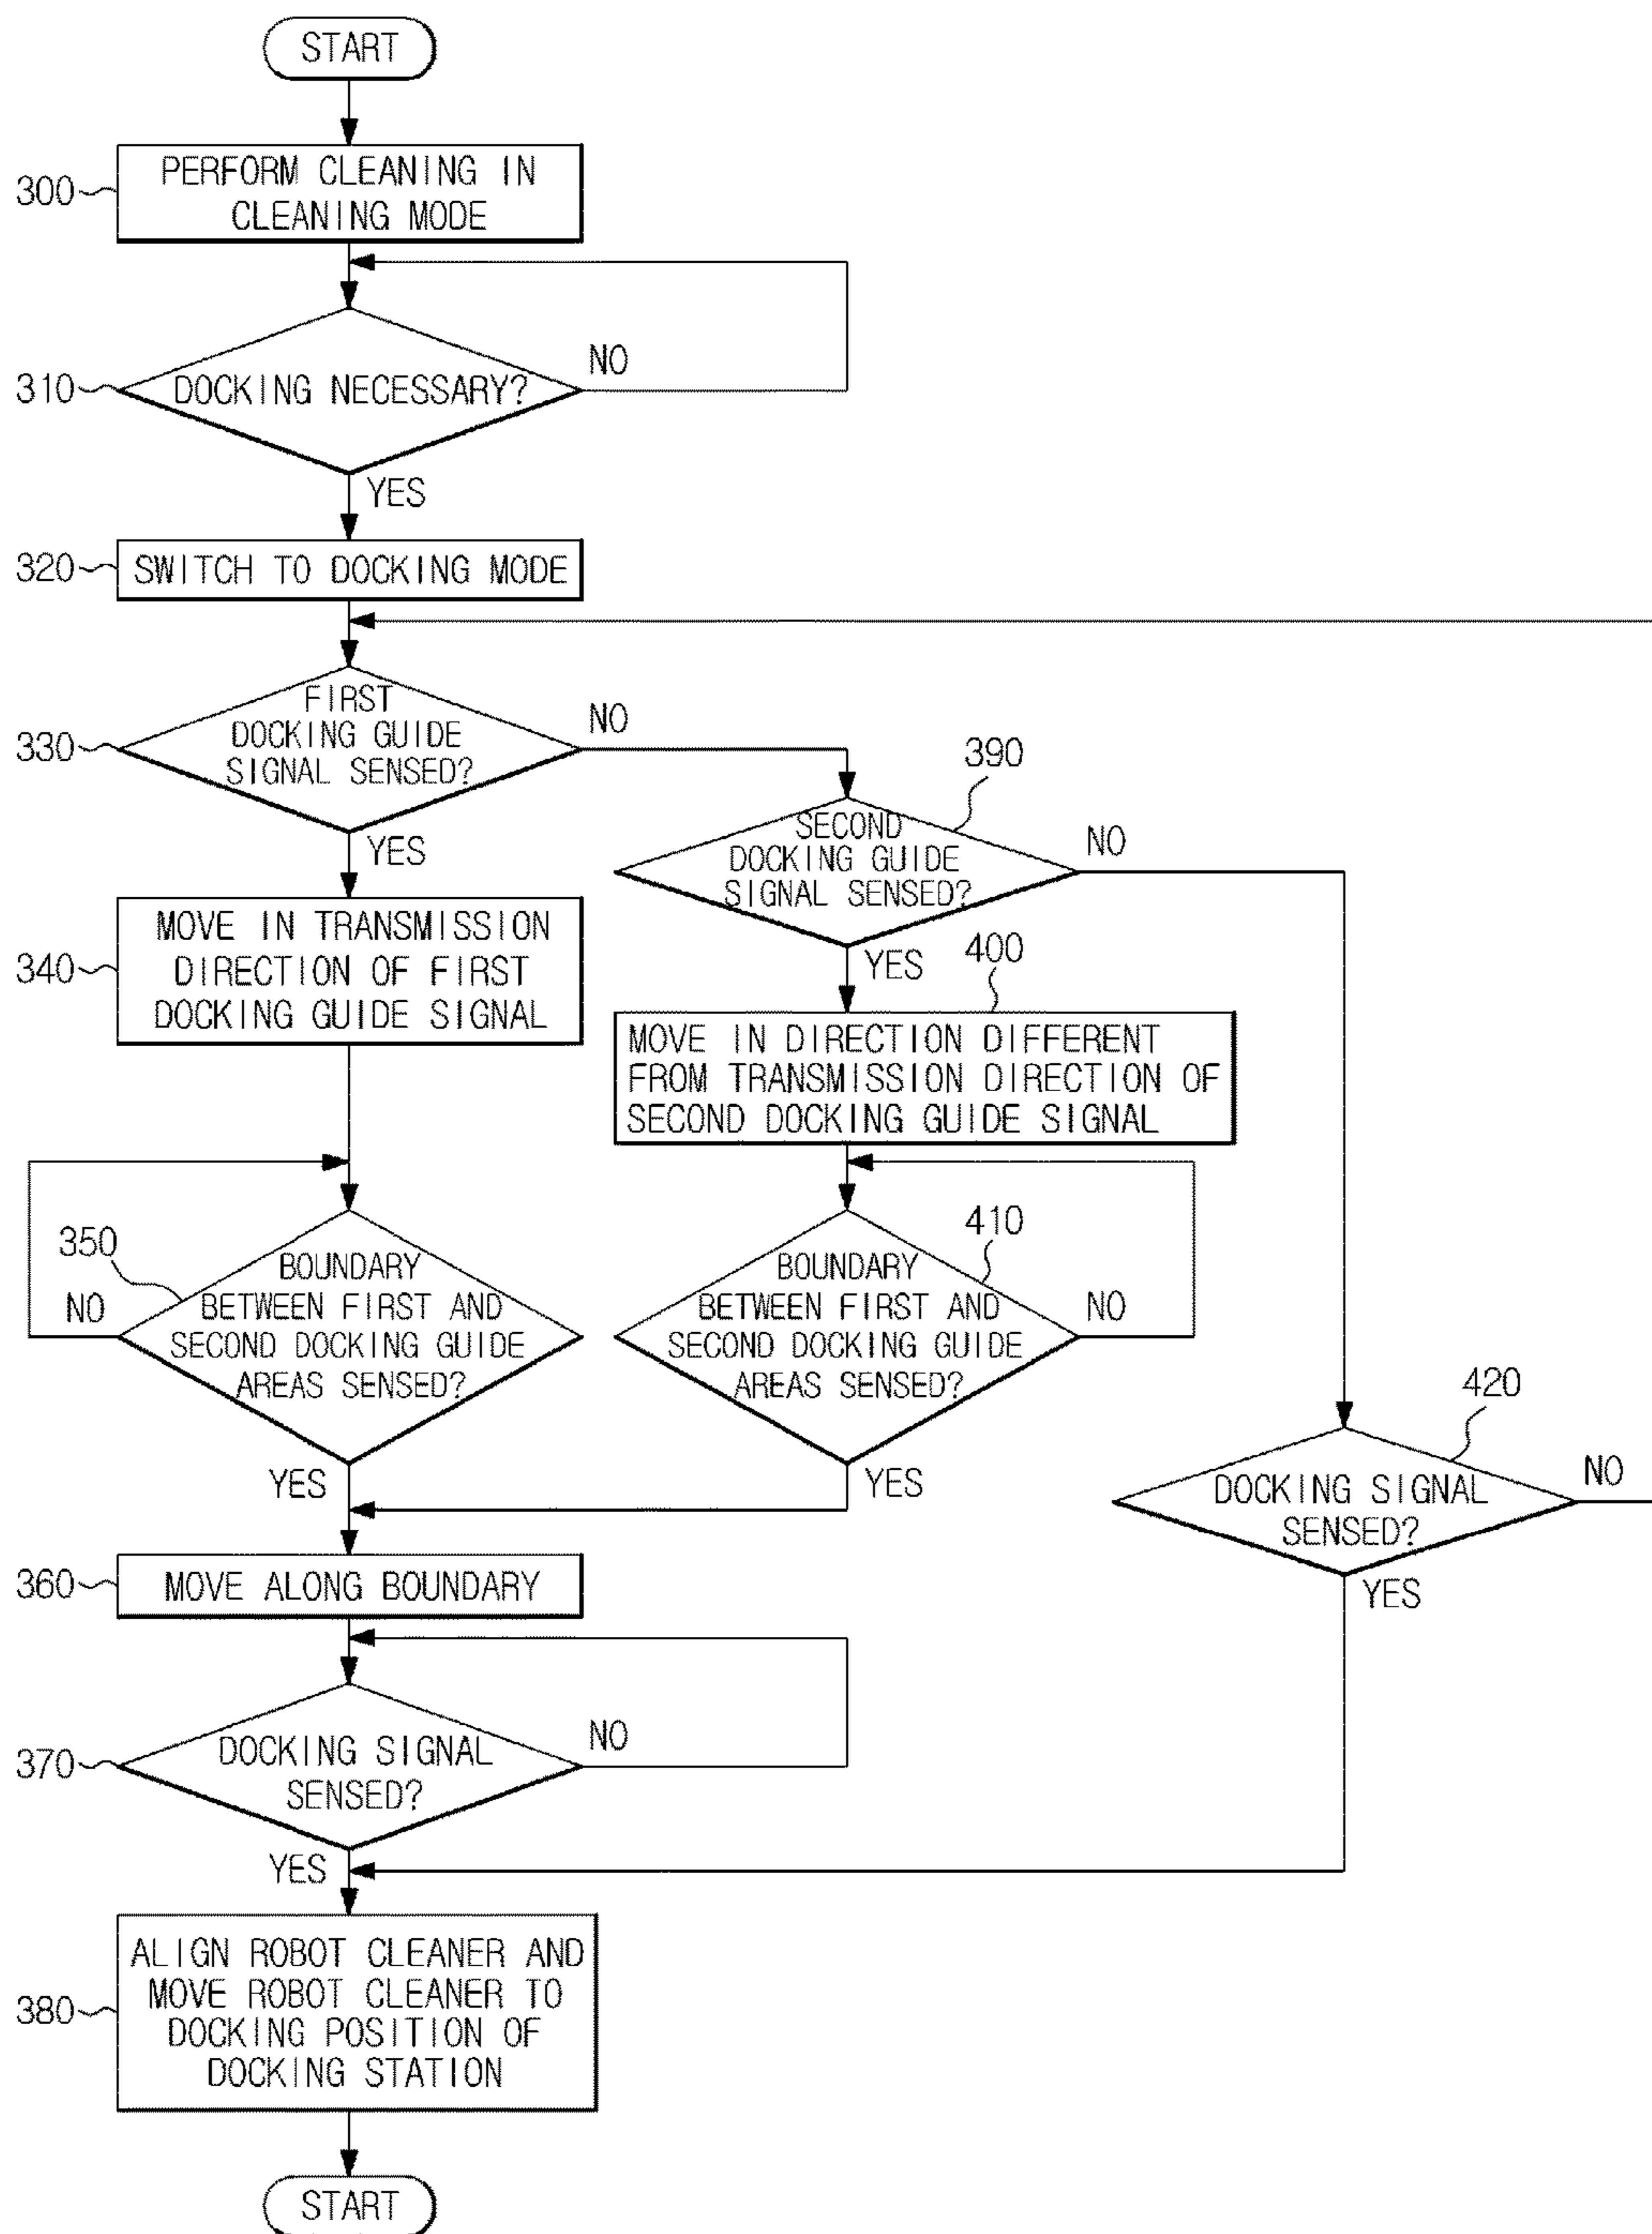 START
300
PERFORM CLEANING IN
CLEANING MODE
310
DOCKING NECESSARY?
NO
YES
320
SWITCH TO DOCKING MODE
330
FIRST
DOCKING GUIDE
SIGNAL SENSED?
NO
YES
390
SECOND
DOCKING GUIDE
SIGNAL SENSED?
NO
YES
340
MOVE IN TRANSMISSION
DIRECTION OF FIRST
DOCKING GUIDE SIGNAL
400
MOVE IN DIRECTION DIFFERENT
FROM TRANSMISSION DIRECTION OF
SECOND DOCKING GUIDE SIGNAL
350
BOUNDARY
BETWEEN FIRST AND
SECOND DOCKING GUIDE
AREAS SENSED?
NO
YES
410
BOUNDARY
BETWEEN FIRST AND
SECOND DOCKING GUIDE
AREAS SENSED?
NO
YES
420
DOCKING SIGNAL
SENSED?
NO
YES
360
MOVE ALONG BOUNDARY
370
DOCKING SIGNAL
SENSED?
NO
YES
380
ALIGN ROBOT CLEANER AND
MOVE ROBOT CLEANER TO
DOCKING POSITION OF
DOCKING STATION
START